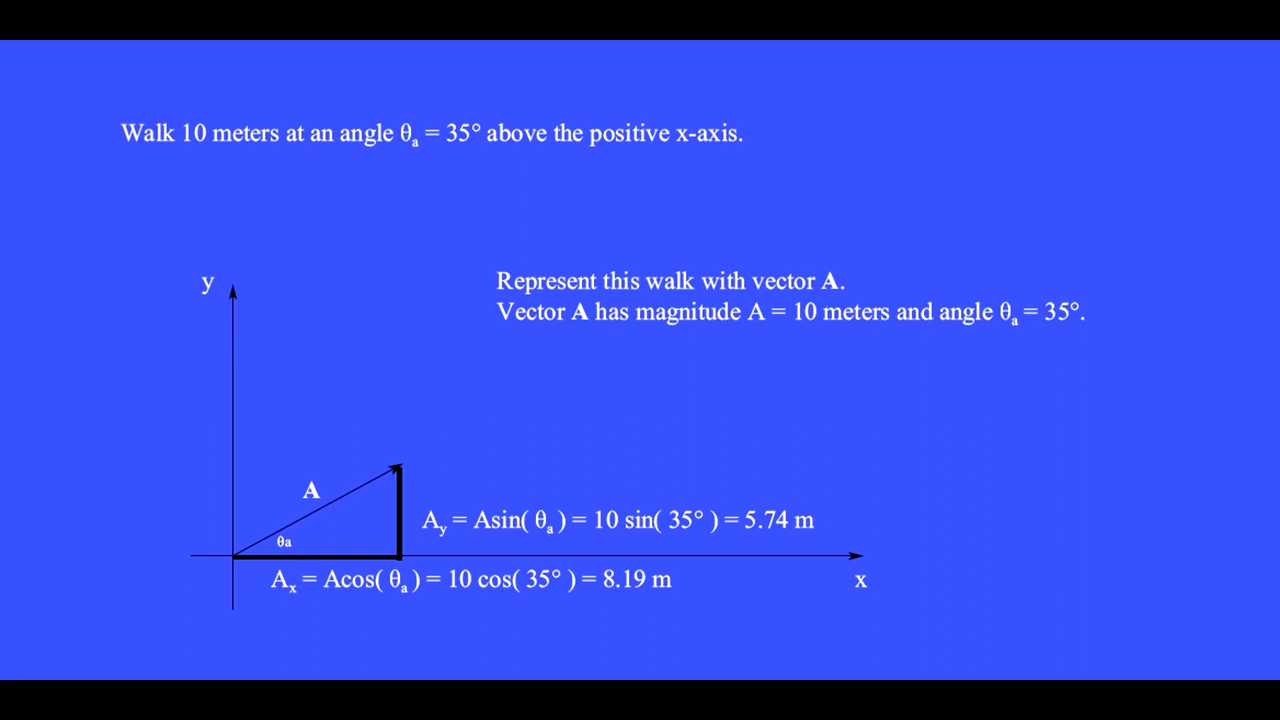 Walk 10 meters at an angle θₐ = 35° above the positive x-axis.
y
Represent this walk with vector A.
Vector A has magnitude A = 10 meters and angle θₐ = 35°.
A
θa
A_y = Asin( θₐ ) = 10 sin( 35° ) = 5.74 m
Aₓ = Acos( θₐ ) = 10 cos( 35° ) = 8.19 m
x